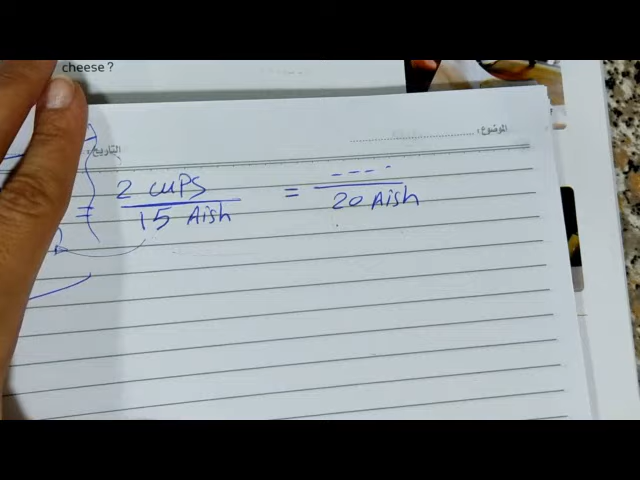 cheese ?
الموضوع :
التاريخ :
= 2 cups / 15 Aish = ---- / 20 Aish